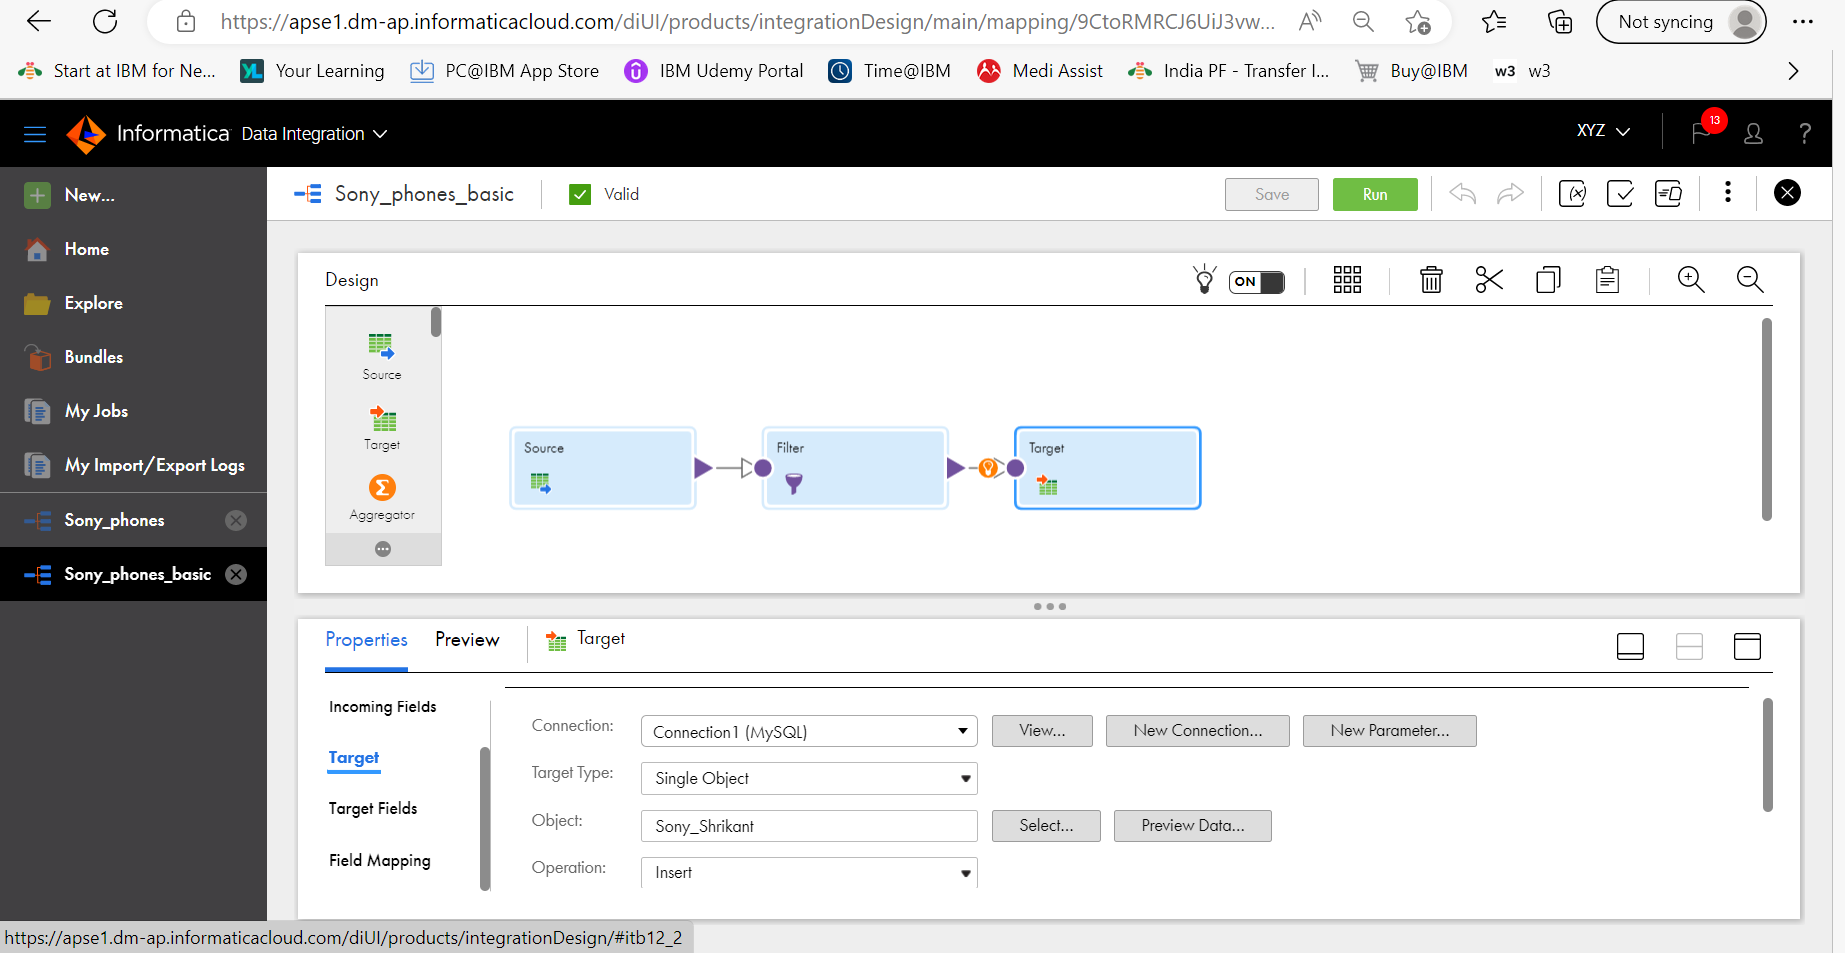 https://apse1.dm-ap.informaticacloud.com/diUI/products/integrationDesign/main/mapping/9CtoRMRCJ6UiJ3vw...
Not syncing
Start at IBM for Ne...
Your Learning
PC@IBM App Store
IBM Udemy Portal
Time@IBM
Medi Assist
India PF - Transfer I...
Buy@IBM
w3 w3
Informatica Data Integration
XYZ
13
?
New...
Home
Explore
Bundles
My Jobs
My Import/Export Logs
Sony_phones
Sony_phones_basic
Sony_phones_basic
Valid
Save
Run
Design
ON
Source
Target
Aggregator
Source
Filter
Target
Properties
Preview
Target
Incoming Fields
Target
Target Fields
Field Mapping
Connection: Connection1 (MySQL) View... New Connection... New Parameter...
Target Type: Single Object
Object: Sony_Shrikant Select... Preview Data...
Operation: Insert
https://apse1.dm-ap.informaticacloud.com/diUI/products/integrationDesign/#itb12_2